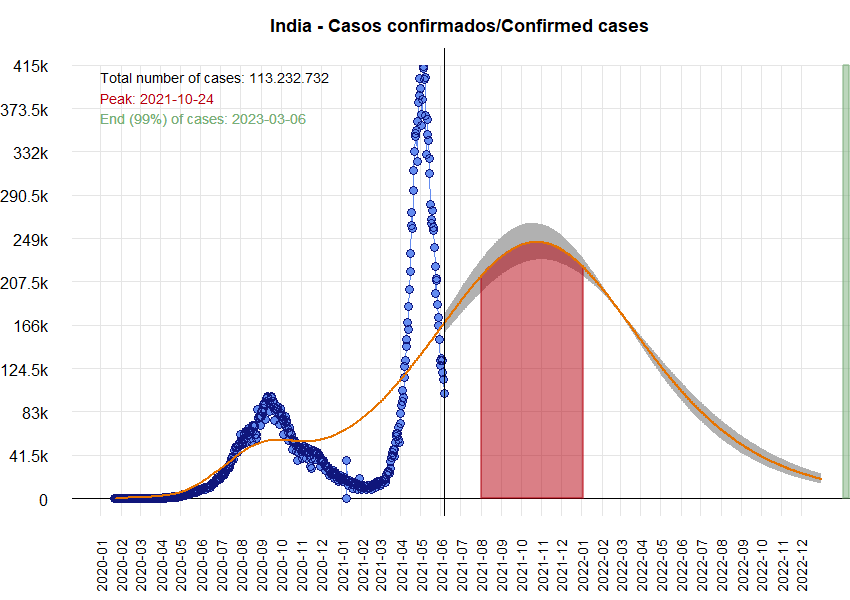 India - Casos confirmados/Confirmed cases
Total number of cases: 113.232.732
Peak: 2021-10-24
End (99%) of cases: 2023-03-06
415k
373.5k
332k
290.5k
249k
207.5k
166k
124.5k
83k
41.5k
0
2020-01
2020-02
2020-03
2020-04
2020-05
2020-06
2020-07
2020-08
2020-09
2020-10
2020-11
2020-12
2021-01
2021-02
2021-03
2021-04
2021-05
2021-06
2021-07
2021-08
2021-09
2021-10
2021-11
2021-12
2022-01
2022-02
2022-03
2022-04
2022-05
2022-06
2022-07
2022-08
2022-09
2022-10
2022-11
2022-12